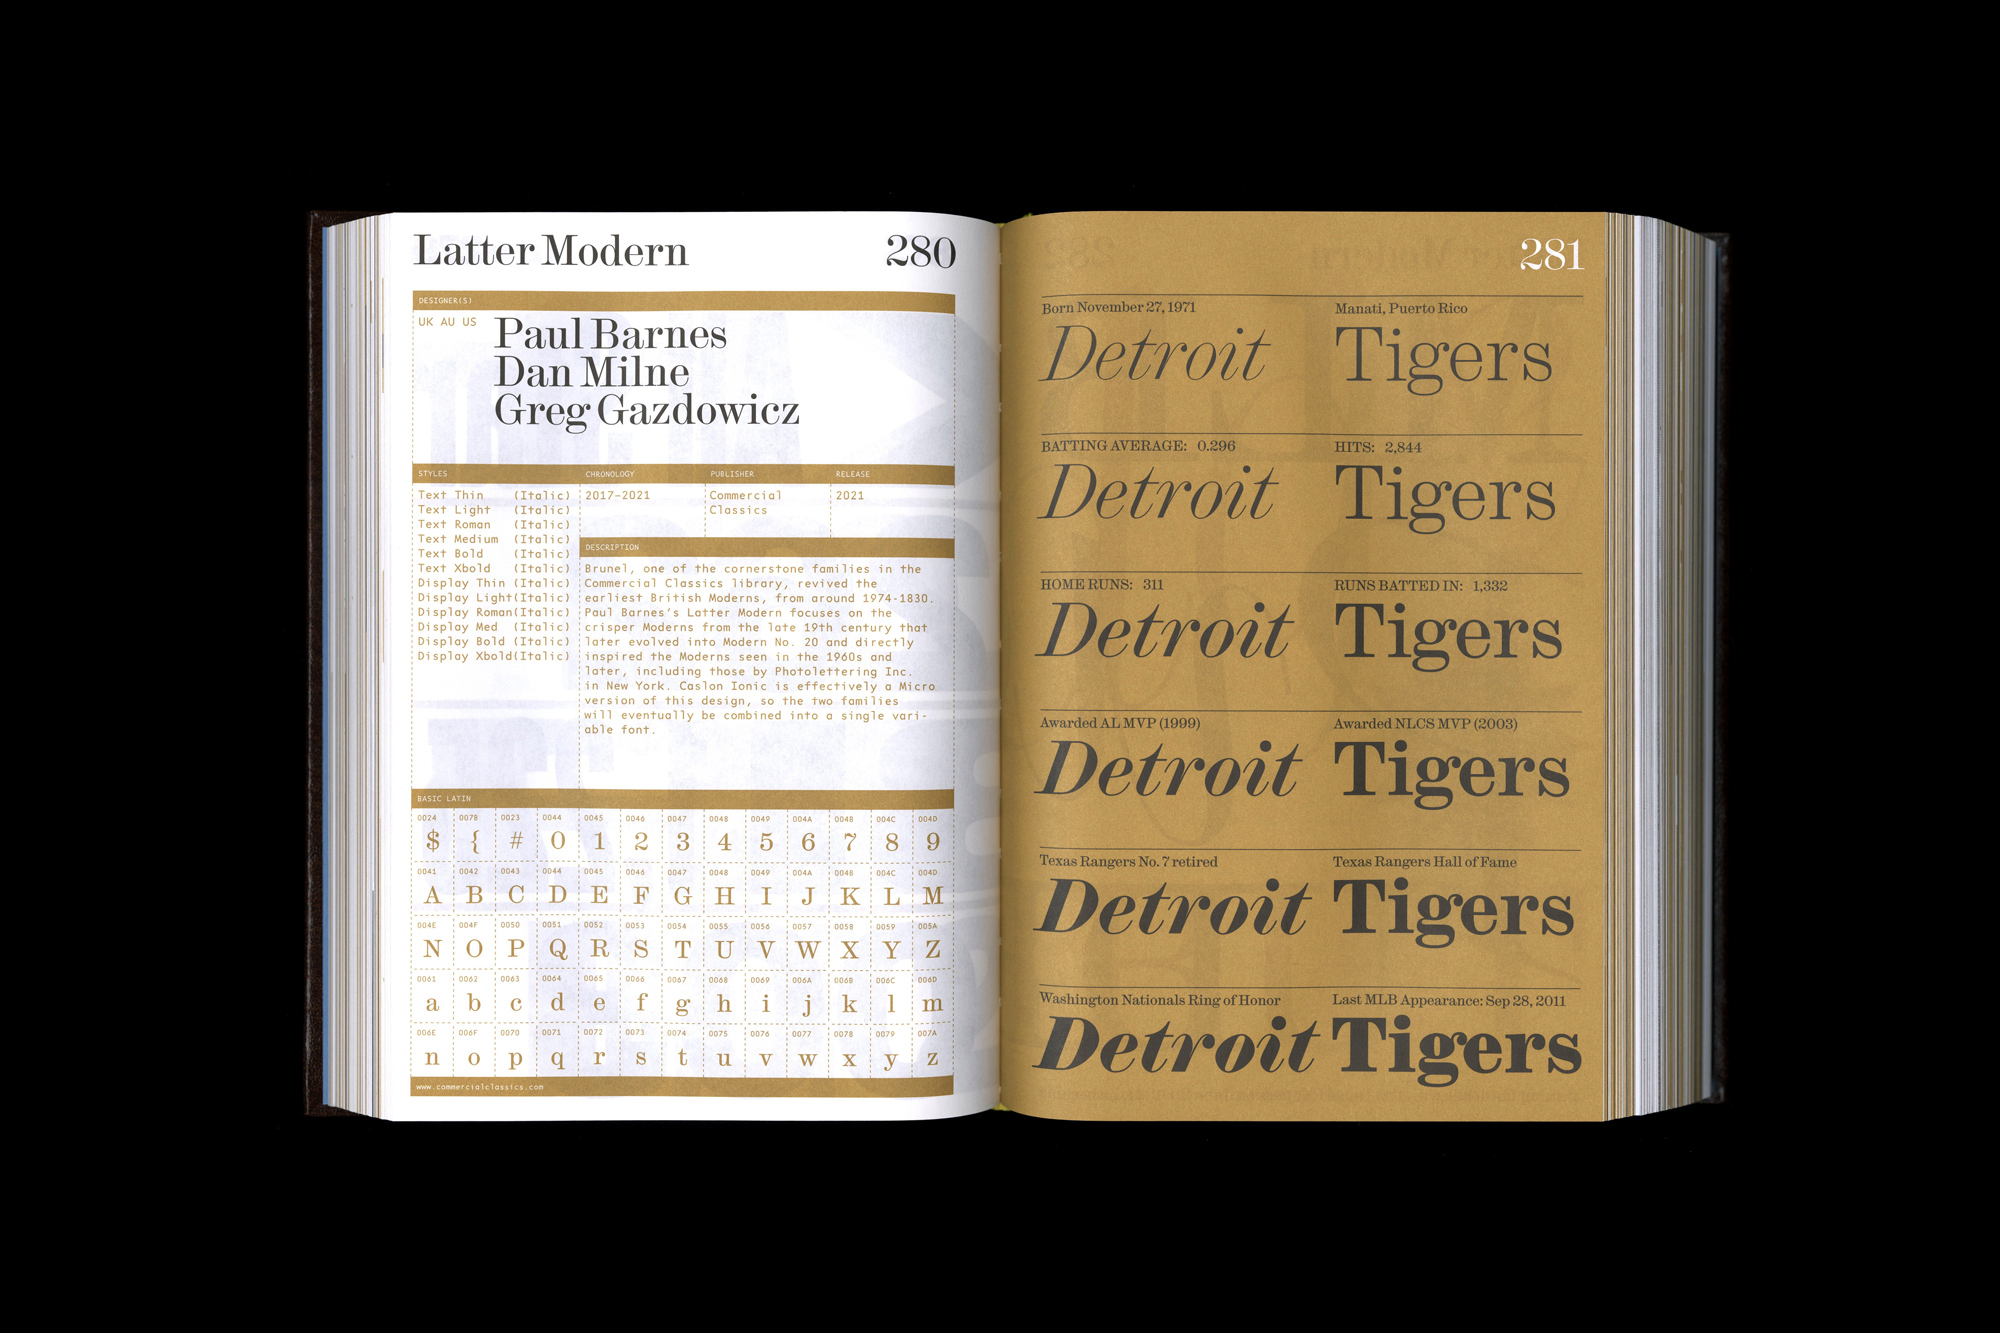 Latter Modern
280
DESIGNER(S)
UK AU US
Paul Barnes
Dan Milne
Greg Gazdowicz
STYLES
Text Thin (Italic)
Text Light (Italic)
Text Roman (Italic)
Text Medium (Italic)
Text Bold (Italic)
Text Xbold (Italic)
Display Thin (Italic)
Display Light(Italic)
Display Roman(Italic)
Display Med (Italic)
Display Bold (Italic)
Display Xbold(Italic)
CHRONOLOGY
2017–2021
PUBLISHER
Commercial
Classics
RELEASE
2021
DESCRIPTION
Brunel, one of the cornerstone families in the
Commercial Classics library, revived the
earliest British Moderns, from around 1974-1830.
Paul Barnes's Latter Modern focuses on the
crisper Moderns from the late 19th century that
later evolved into Modern No. 20 and directly
inspired the Moderns seen in the 1960s and
later, including those by Photolettering Inc.
in New York. Caslon Ionic is effectively a Micro
version of this design, so the two families
will eventually be combined into a single vari-
able font.
BASIC LATIN
0024 007B 0023 0044 0045 0046 0047 0048 0049 004A 004B 004C 004D
$ { # 0 1 2 3 4 5 6 7 8 9
0041 0042 0043 0044 0045 0046 0047 0048 0049 004A 004B 004C 004D
A B C D E F G H I J K L M
004E 004F 0050 0051 0052 0053 0054 0055 0056 0057 0058 0059 005A
N O P Q R S T U V W X Y Z
0061 0062 0063 0064 0065 0066 0067 0068 0069 006A 006B 006C 006D
a b c d e f g h i j k l m
006E 006F 0070 0071 0072 0073 0074 0075 0076 0077 0078 0079 007A
n o p q r s t u v w x y z
www.commercialclassics.com
281
Born November 27, 1971
Manati, Puerto Rico
Detroit Tigers
BATTING AVERAGE: 0.296
HITS: 2,844
Detroit Tigers
HOME RUNS: 311
RUNS BATTED IN: 1,332
Detroit Tigers
Awarded AL MVP (1999)
Awarded NLCS MVP (2003)
Detroit Tigers
Texas Rangers No. 7 retired
Texas Rangers Hall of Fame
Detroit Tigers
Washington Nationals Ring of Honor
Last MLB Appearance: Sep 28, 2011
Detroit Tigers